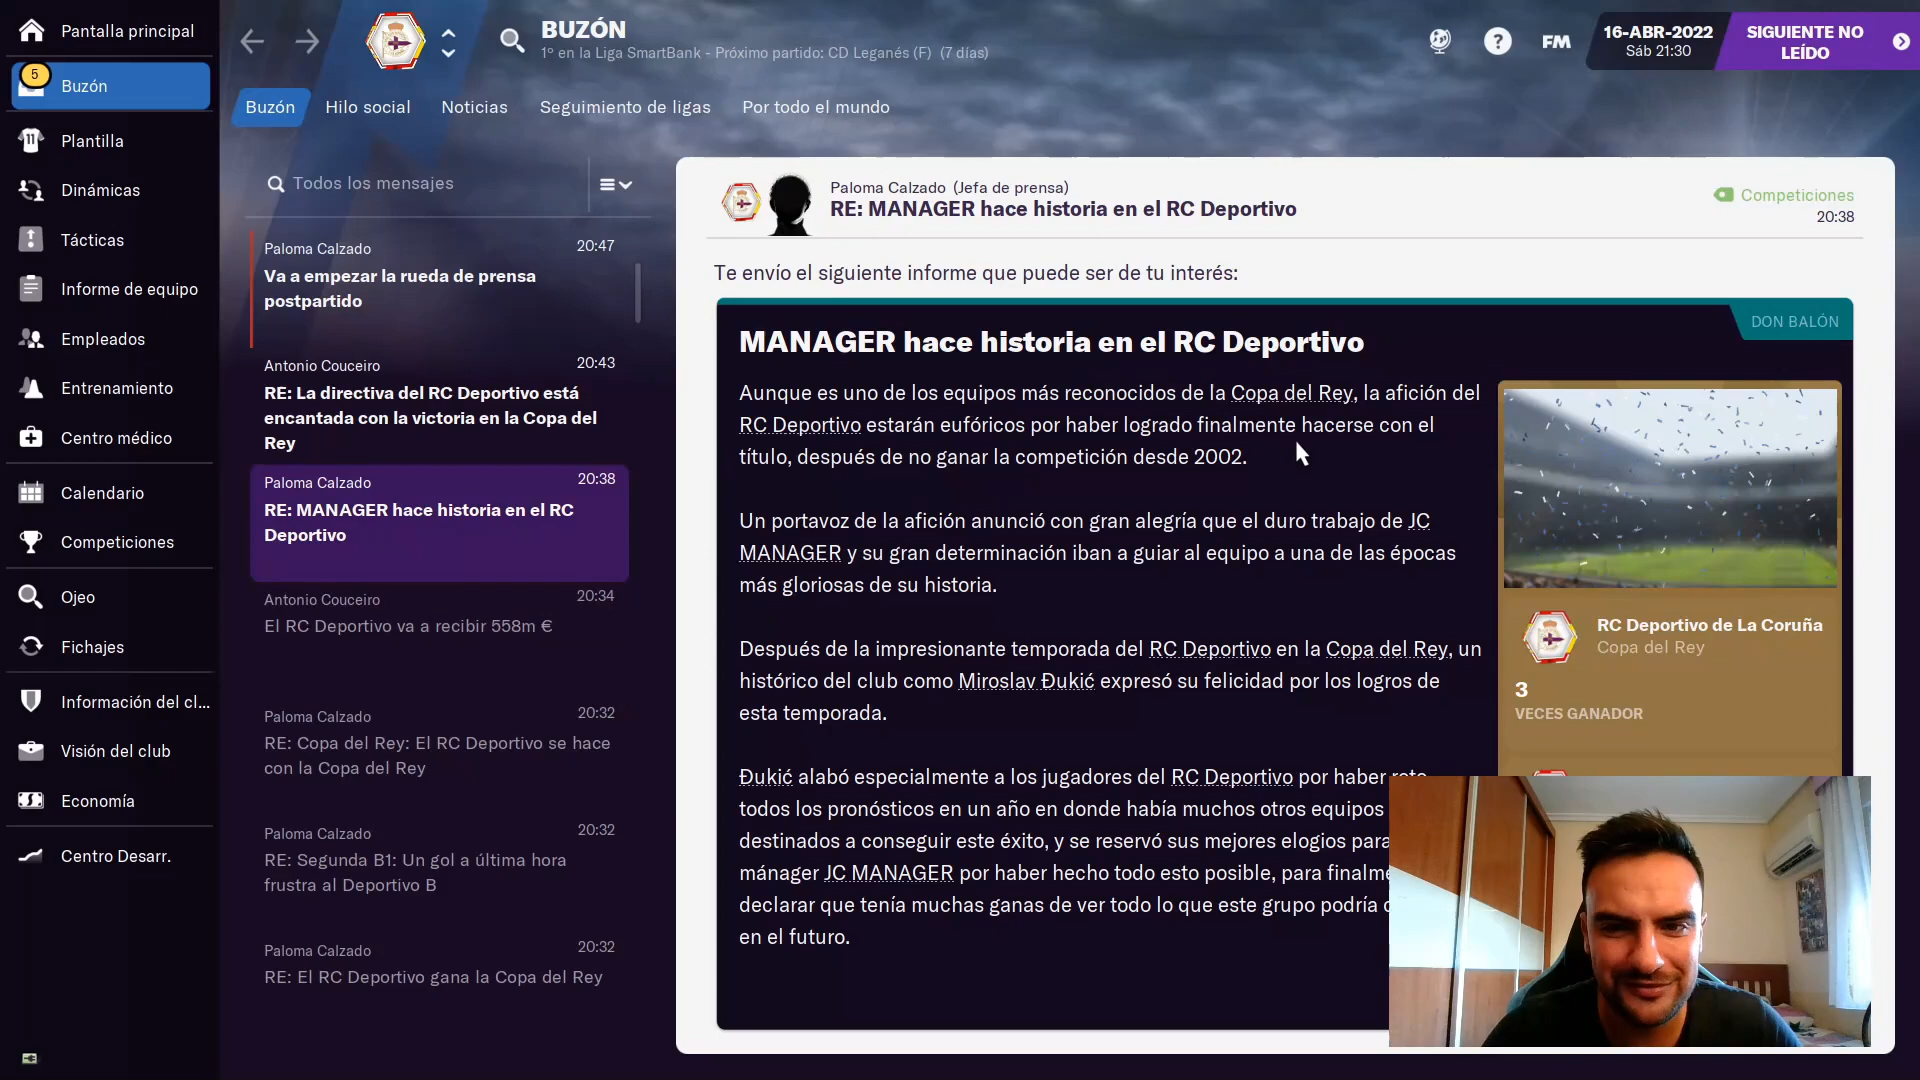 Pantalla principal
5
Buzón
Plantilla
Dinámicas
Tácticas
Informe de equipo
Empleados
Entrenamiento
Centro médico
Calendario
Competiciones
Ojeo
Fichajes
Información del cl...
Visión del club
Economía
Centro Desarr.
BUZÓN
1º en la Liga SmartBank - Próximo partido: CD Leganés (F) (7 días)
?
FM
16-ABR-2022
Sáb 21:30
SIGUIENTE NO
LEÍDO
Buzón
Hilo social
Noticias
Seguimiento de ligas
Por todo el mundo
Todos los mensajes
Paloma Calzado
20:47
Va a empezar la rueda de prensa
postpartido
Antonio Couceiro
20:43
RE: La directiva del RC Deportivo está
encantada con la victoria en la Copa del
Rey
Paloma Calzado
20:38
RE: MANAGER hace historia en el RC
Deportivo
Antonio Couceiro
20:34
El RC Deportivo va a recibir 558m €
Paloma Calzado
20:32
RE: Copa del Rey: El RC Deportivo se hace
con la Copa del Rey
Paloma Calzado
20:32
RE: Segunda B1: Un gol a última hora
frustra al Deportivo B
Paloma Calzado
20:32
RE: El RC Deportivo gana la Copa del Rey
Paloma Calzado (Jefa de prensa)
RE: MANAGER hace historia en el RC Deportivo
Competiciones
20:38
Te envío el siguiente informe que puede ser de tu interés:
DON BALÓN
MANAGER hace historia en el RC Deportivo
Aunque es uno de los equipos más reconocidos de la Copa del Rey, la afición del
RC Deportivo estarán eufóricos por haber logrado finalmente hacerse con el
título, después de no ganar la competición desde 2002.
Un portavoz de la afición anunció con gran alegría que el duro trabajo de JC
MANAGER y su gran determinación iban a guiar al equipo a una de las épocas
más gloriosas de su historia.
Después de la impresionante temporada del RC Deportivo en la Copa del Rey, un
histórico del club como Miroslav Đukić expresó su felicidad por los logros de
esta temporada.
Đukić alabó especialmente a los jugadores del RC Deportivo por haber
todos los pronósticos en un año en donde había muchos otros equipos
destinados a conseguir este éxito, y se reservó sus mejores elogios para
mánager JC MANAGER por haber hecho todo esto posible, para
declarar que tenía muchas ganas de ver todo lo que este grupo podría
en el futuro.
RC Deportivo de La Coruña
Copa del Rey
3
VECES GANADOR